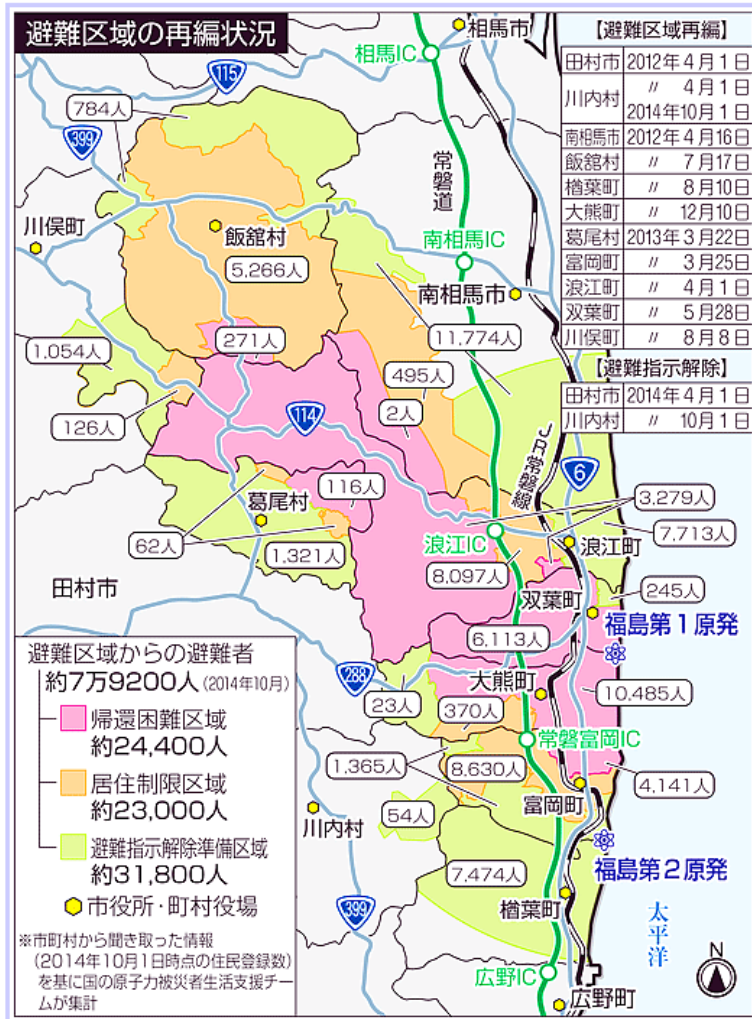 避難区域の再編状況
相馬市
相馬IC
115
784人
399
常磐道
川俣町
飯舘村
5,266人
南相馬IC
南相馬市
1,054人
271人
11,774人
495人
2人
126人
114
JR常磐線
6
116人
葛尾村
62人
1,321人
3.279人
浪江IC
浪江町
7.713人
8.097人
田村市
双葉町
245人
福島第1原発
6.113人
288
大熊町
23人
370人
10.485人
常磐富岡IC
1.365人
8.630人
4.141人
富岡町
川内村
54人
福島第2原発
7.474人
楢葉町
399
太平洋
広野IC
広野町
N
【避難区域再編】
田村市 2012年4月1日
川内村 〃 4月1日
2014年10月1日
南相馬市 2012年4月16日
飯舘村 〃 7月17日
楢葉町 〃 8月10日
大熊町 〃 12月10日
葛尾村 2013年3月22日
富岡町 〃 3月25日
浪江町 〃 4月1日
双葉町 〃 5月28日
川俣町 〃 8月8日
【避難指示解除】
田村市 2014年4月1日
川内村 〃 10月1日
避難区域からの避難者
約7万9200人(2014年10月)
帰還困難区域
約24,400人
居住制限区域
約23,000人
避難指示解除準備区域
約31,800人
市役所・町村役場
※市町村から聞き取った情報
(2014年10月1日時点の住民登録数)
を基に国の原子力被災者生活支援チー
ムが集計